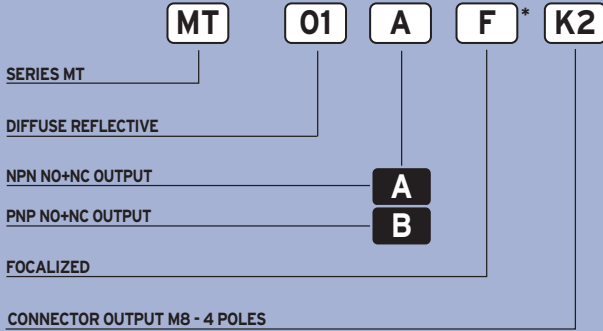 MT 01 A F* K2
SERIES MT
DIFFUSE REFLECTIVE
NPN NO+NC OUTPUT A
PNP NO+NC OUTPUT B
FOCALIZED
CONNECTOR OUTPUT M8 - 4 POLES